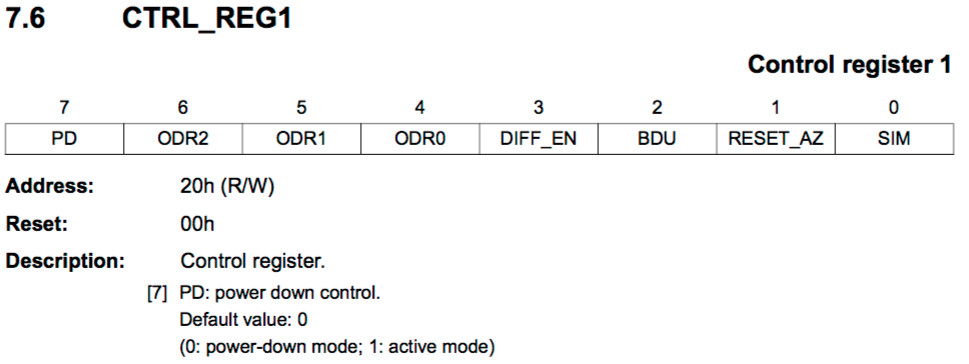 7.6 CTRL_REG1
Control register 1
7 6 5 4 3 2 1 0
PD ODR2 ODR1 ODR0 DIFF_EN BDU RESET_AZ SIM
Address: 20h (R/W)
Reset: 00h
Description: Control register.
[7] PD: power down control.
Default value: 0
(0: power-down mode; 1: active mode)